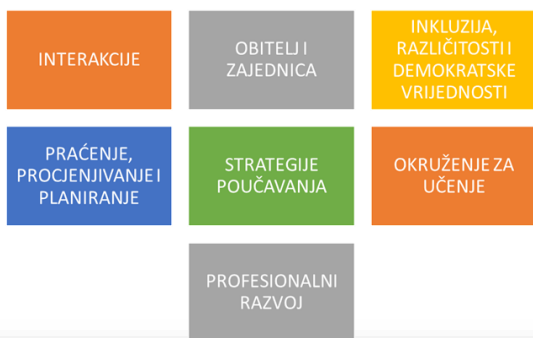 INTERAKCIJE
OBITELJ I
ZAJEDNICA
INKLUZIJA,
RAZLIČITOSTI I
DEMOKRATSKE
VRIJEDNOSTI
PRAĆENJE,
PROCJENJIVANJE I
PLANIRANJE
STRATEGIJE
POUČAVANJA
OKRUŽENJE ZA
UČENJE
PROFESIONALNI
RAZVOJ